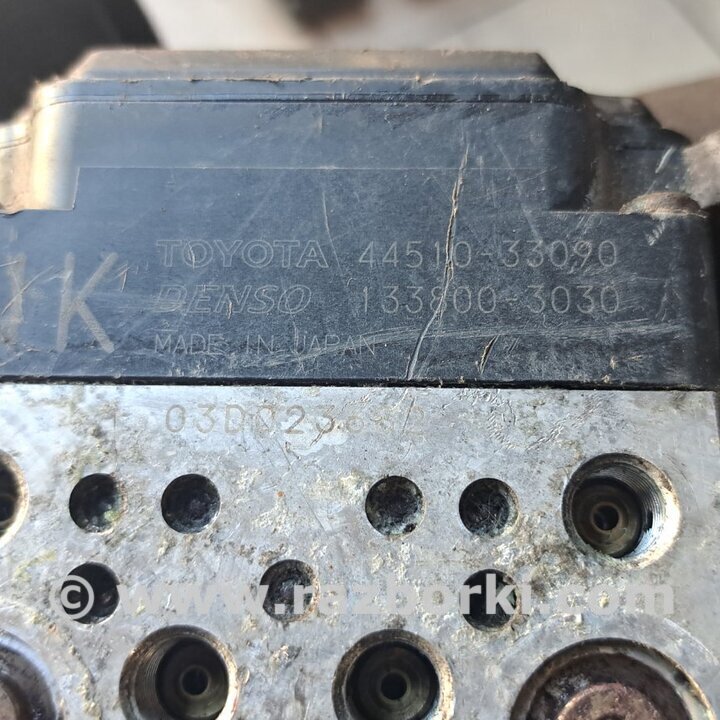 TOYOTA 44510-33090
DENSO 133800-3030
MADE IN JAPAN
© www.razborki.com